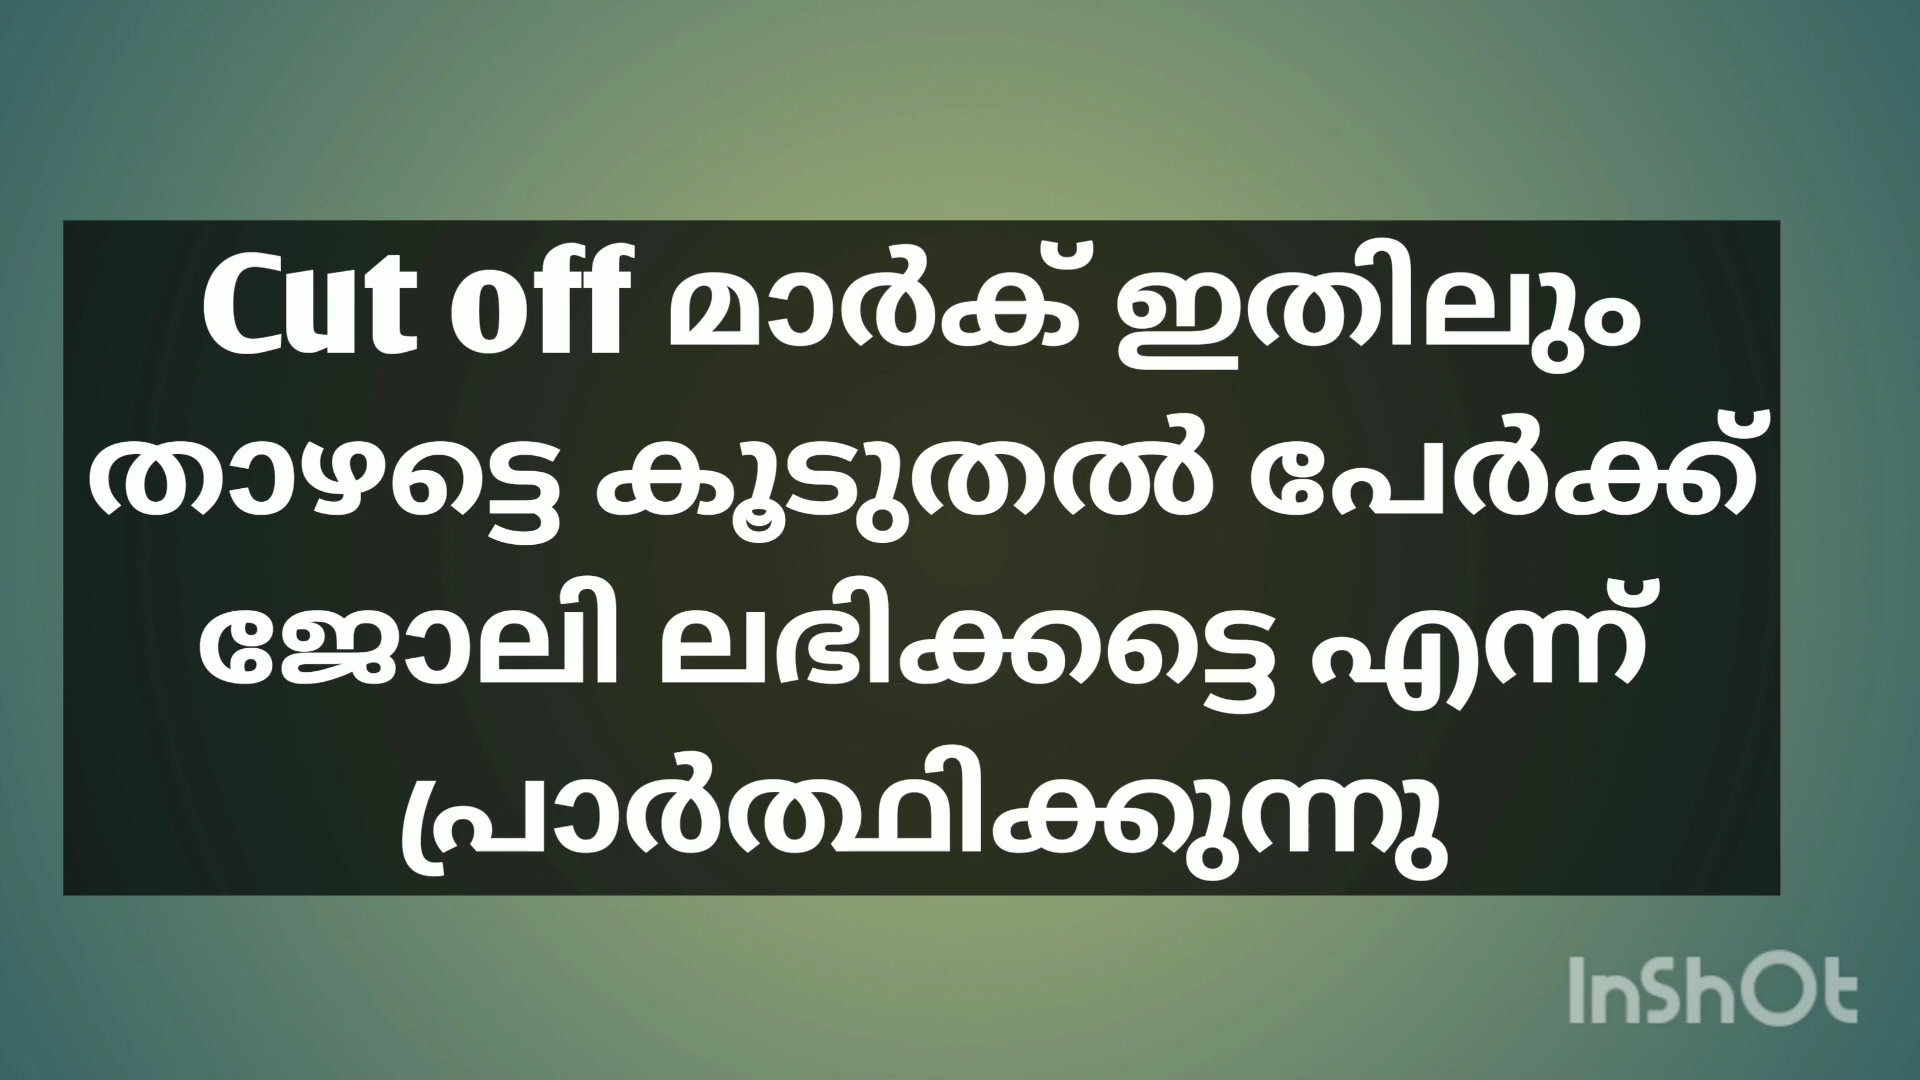 Cut off മാർക് ഇതിലും
താഴട്ടെ കൂടുതൽ പേർക്ക്
ജോലി ലഭിക്കട്ടെ എന്ന്
പ്രാർത്ഥിക്കുന്നു
InShOt